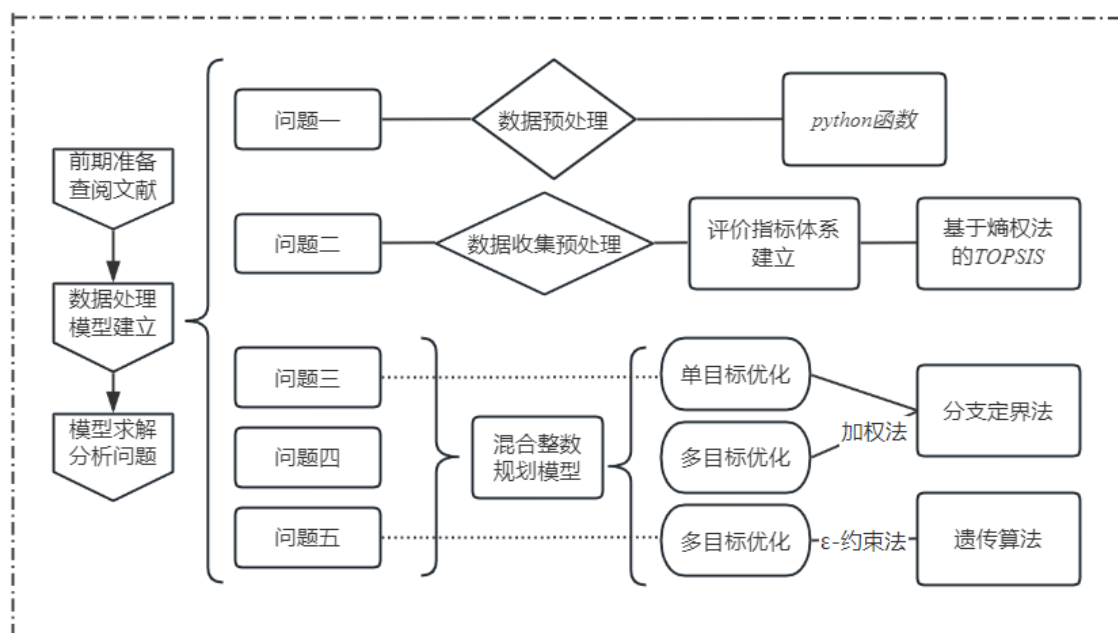 前期准备
查阅文献
数据处理
模型建立
模型求解
分析问题
问题一
数据预处理
python函数
问题二
数据收集预处理
评价指标体系
建立
基于熵权法
的TOPSIS
问题三
问题四
问题五
混合整数
规划模型
单目标优化
多目标优化
加权法
分支定界法
多目标优化
ε-约束法
遗传算法